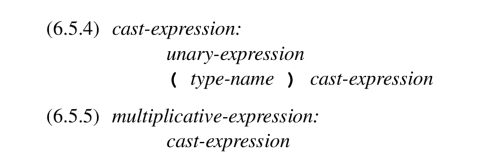 (6.5.4) cast-expression:
unary-expression
( type-name ) cast-expression
(6.5.5) multiplicative-expression:
cast-expression